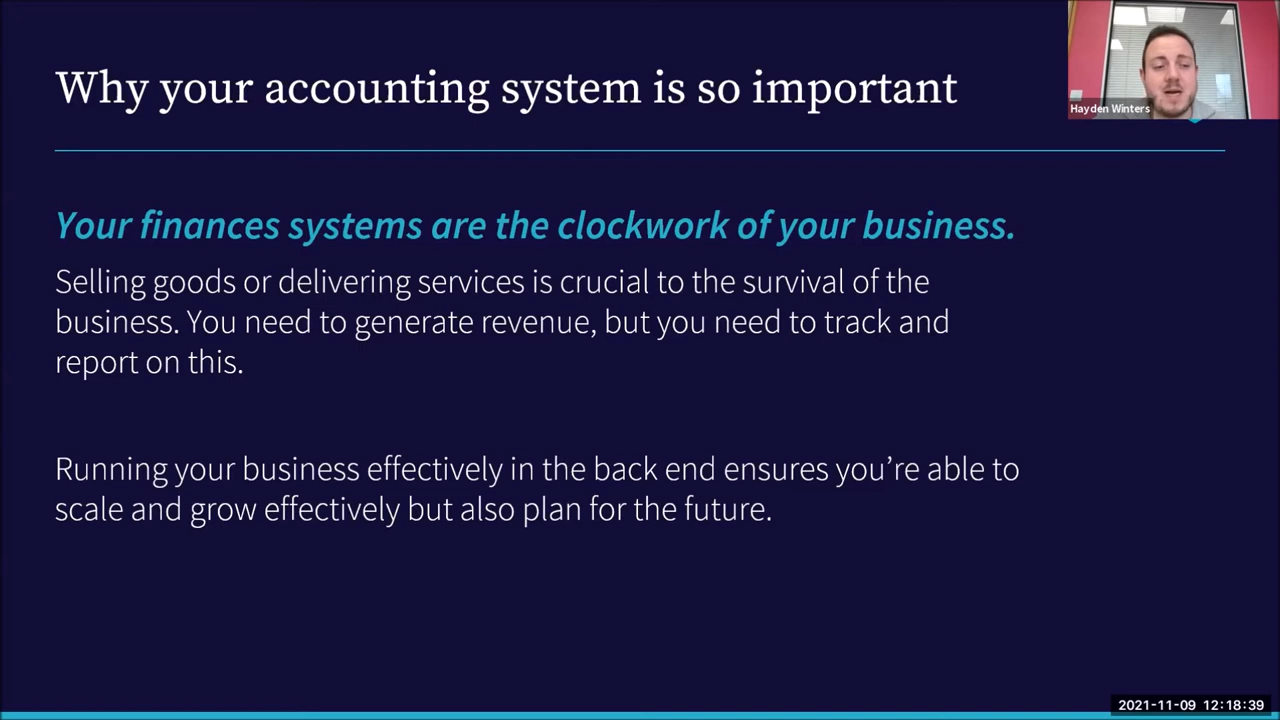 Why your accounting system is so important
Hayden Winters
Your finances systems are the clockwork of your business.
Selling goods or delivering services is crucial to the survival of the
business. You need to generate revenue, but you need to track and
report on this.
Running your business effectively in the back end ensures you’re able to
scale and grow effectively but also plan for the future.
2021-11-09 12:18:39